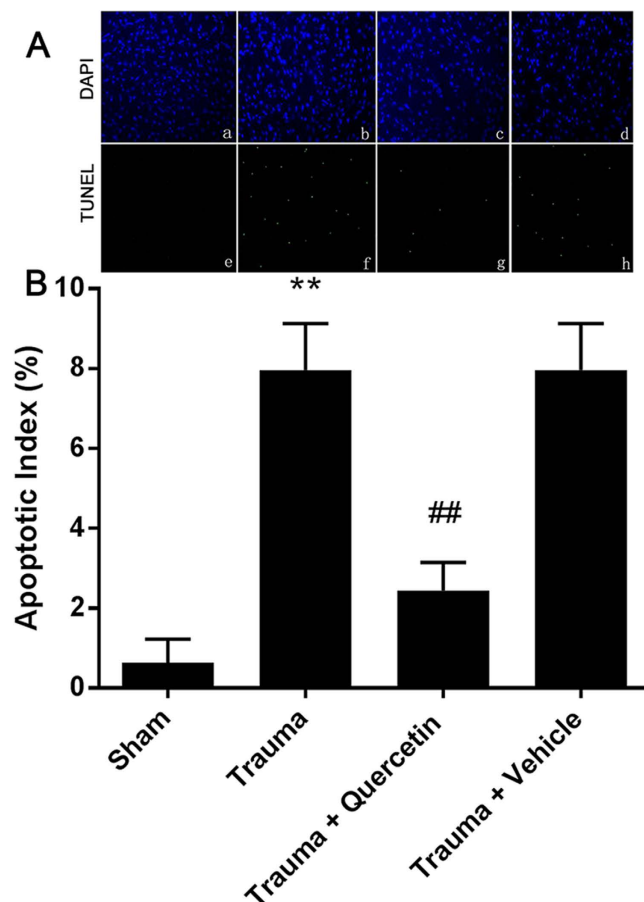 A
DAPI
a
b
c
d
TUNEL
e
f
g
h
B
Apoptotic Index (%)
10
8
6
4
2
0
**
##
Sham
Trauma
Trauma + Quercetin
Trauma + Vehicle